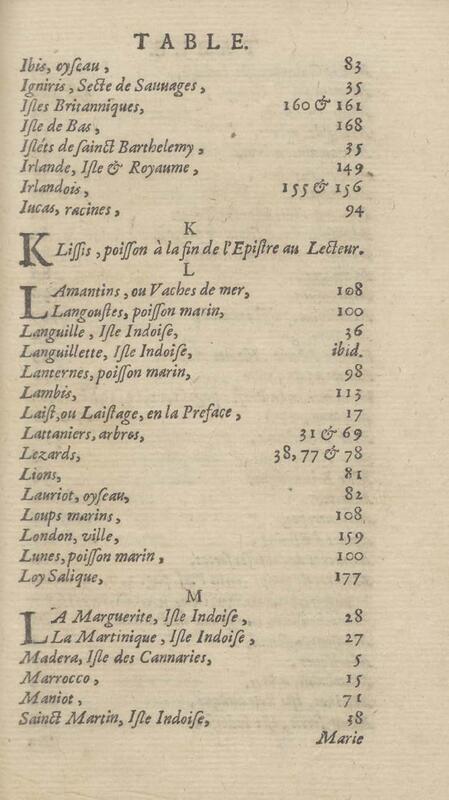 TABLE.
Ibis, oyſeau, 83
Igniris, Secte de Sauuages, 35
Iſles Britanniques, 160 & 161
Iſle de Bas, 168
Iſléts de ſainct Barthelemy, 35
Irlande, Iſle & Royaume, 149.
Irlandois, 155 & 156
Iucas, racines, 94
K
KLiſſis, poiſſon à la fin de l'Epiſtre au Lecteur.
L
LAmantins, ou Vaches de mer, 108
Langouſtes, poiſſon marin, 100
Languille, Iſle Indoiſe, 36
Languillette, Iſle Indoiſe, ibid.
Lanternes, poiſſon marin, 98
Lambis, 113
Laiſt, ou Laiſtage, en la Preface, 17
Lattaniers, arbres, 31 & 69
Lezards, 38, 77 & 78
Lions, 81
Lauriot, oyſeau, 82
Loups marins, 108
London, ville, 159
Lunes, poiſſon marin, 100
Loy Salique, 177
M
LA Marguerite, Iſle Indoiſe, 28
La Martinique, Iſle Indoiſe, 27
Madera, Iſle des Cannaries, 5
Marrocco, 15
Maniot, 71
Sainct Martin, Iſle Indoiſe, 38
Marie